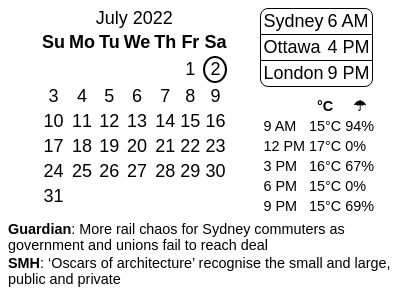 July 2022
Su Mo Tu We Th Fr Sa
1 2
3 4 5 6 7 8 9
10 11 12 13 14 15 16
17 18 19 20 21 22 23
24 25 26 27 28 29 30
31
Sydney 6 AM
Ottawa 4 PM
London 9 PM
°C ☂
9 AM 15°C 94%
12 PM 17°C 0%
3 PM 16°C 67%
6 PM 15°C 0%
9 PM 15°C 69%
Guardian: More rail chaos for Sydney commuters as
government and unions fail to reach deal
SMH: ‘Oscars of architecture’ recognise the small and large,
public and private